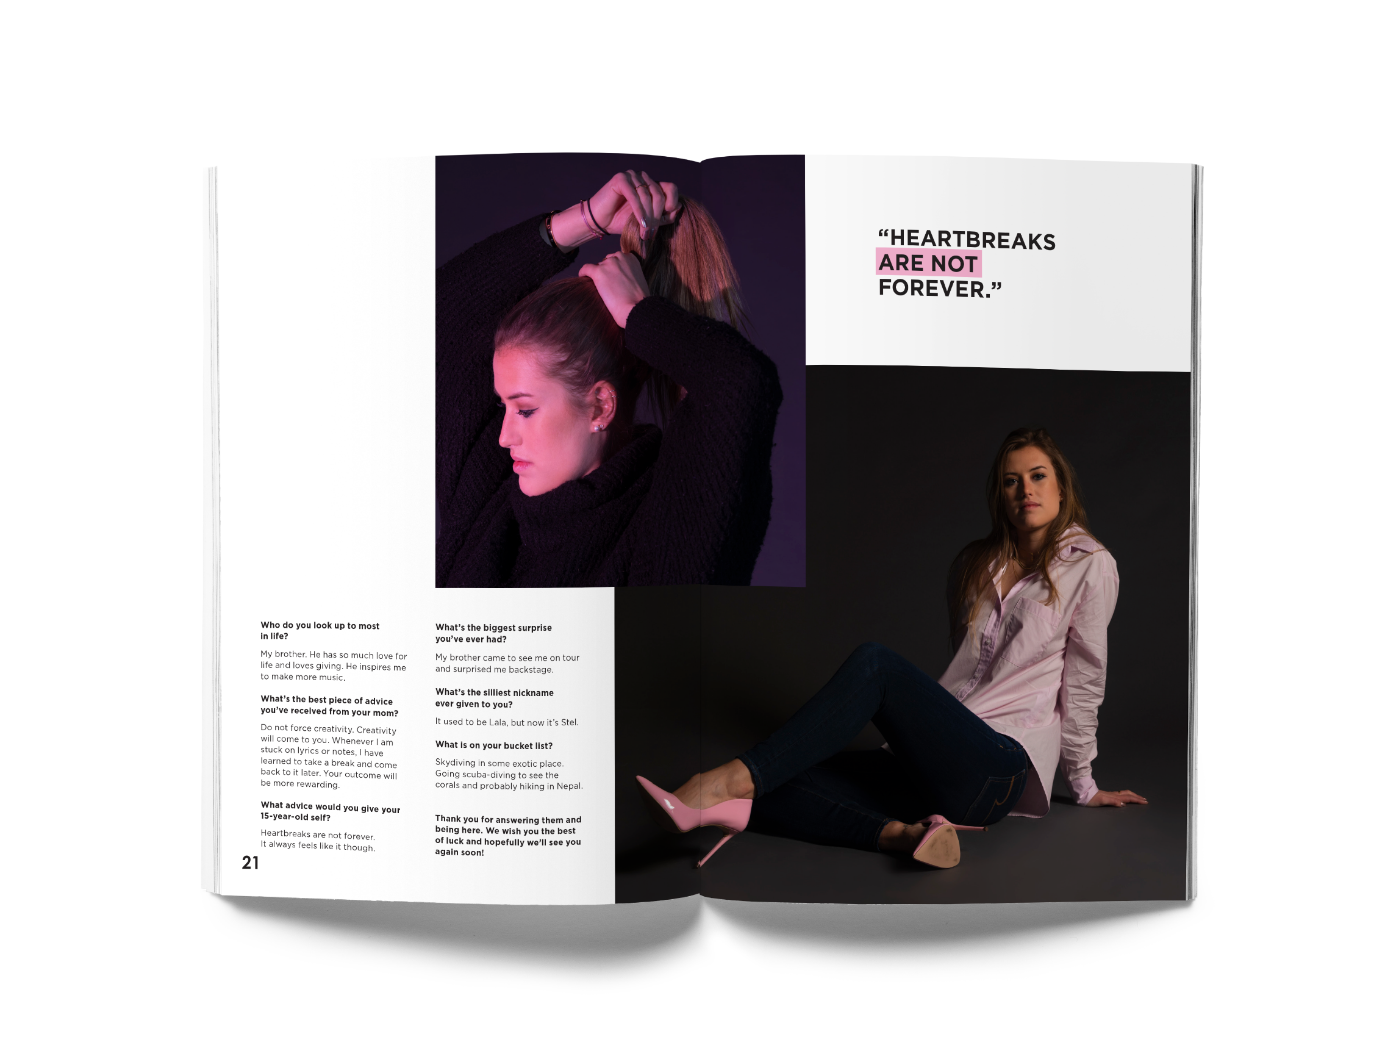 “HEARTBREAKS
ARE NOT
FOREVER.”
Who do you look up to most
in life?
My brother. He has so much love for
life and loves giving. He inspires me
to make more music.
What’s the best piece of advice
you’ve received from your mom?
Do not force creativity. Creativity
will come to you. Whenever I am
stuck on lyrics or notes, I have
learned to take a break and come
back to it later. Your outcome will
be more rewarding.
What advice would you give your
15-year-old self?
Heartbreaks are not forever.
It always feels like it though.
21
What’s the biggest surprise
you’ve ever had?
My brother came to see me on tour
and surprised me backstage.
What’s the silliest nickname
ever given to you?
It used to be Lala, but now it’s Stel.
What is on your bucket list?
Skydiving in some exotic place.
Going scuba-diving to see the
corals and probably hiking in Nepal.
Thank you for answering them and
being here. We wish you the best
of luck and hopefully we’ll see you
again soon!